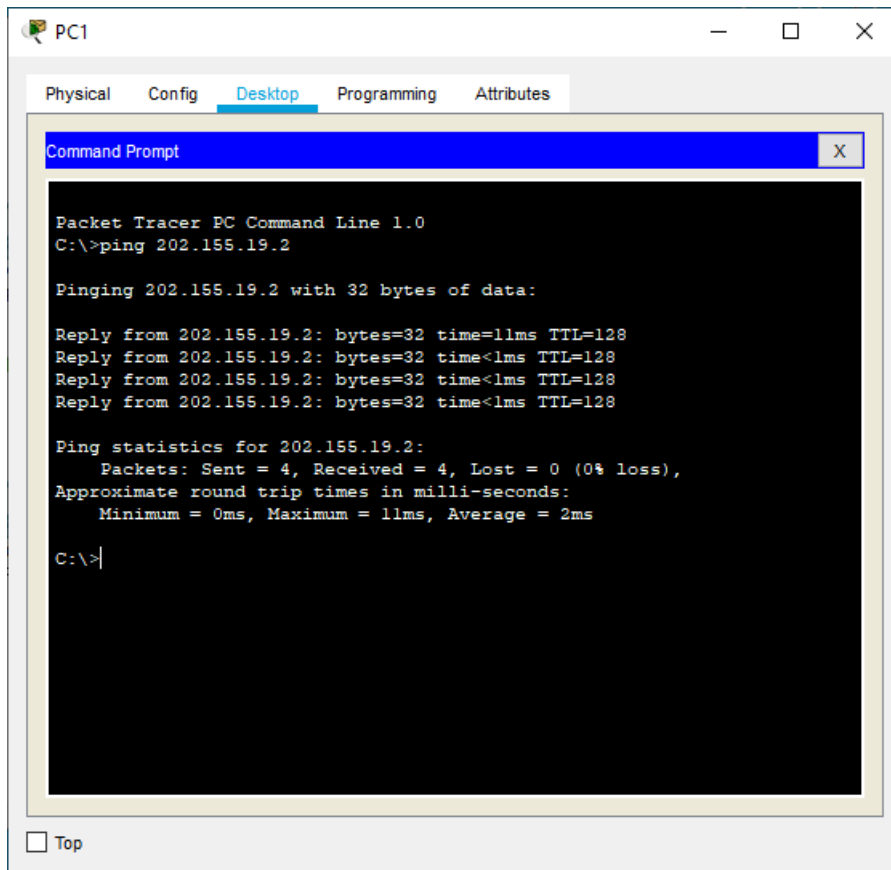 PC1
Physical Config Desktop Programming Attributes
Command Prompt X
Packet Tracer PC Command Line 1.0
C:\>ping 202.155.19.2
Pinging 202.155.19.2 with 32 bytes of data:
Reply from 202.155.19.2: bytes=32 time=11ms TTL=128
Reply from 202.155.19.2: bytes=32 time<1ms TTL=128
Reply from 202.155.19.2: bytes=32 time<1ms TTL=128
Reply from 202.155.19.2: bytes=32 time<1ms TTL=128
Ping statistics for 202.155.19.2:
Packets: Sent = 4, Received = 4, Lost = 0 (0% loss),
Approximate round trip times in milli-seconds:
Minimum = 0ms, Maximum = 11ms, Average = 2ms
C:\>
Top